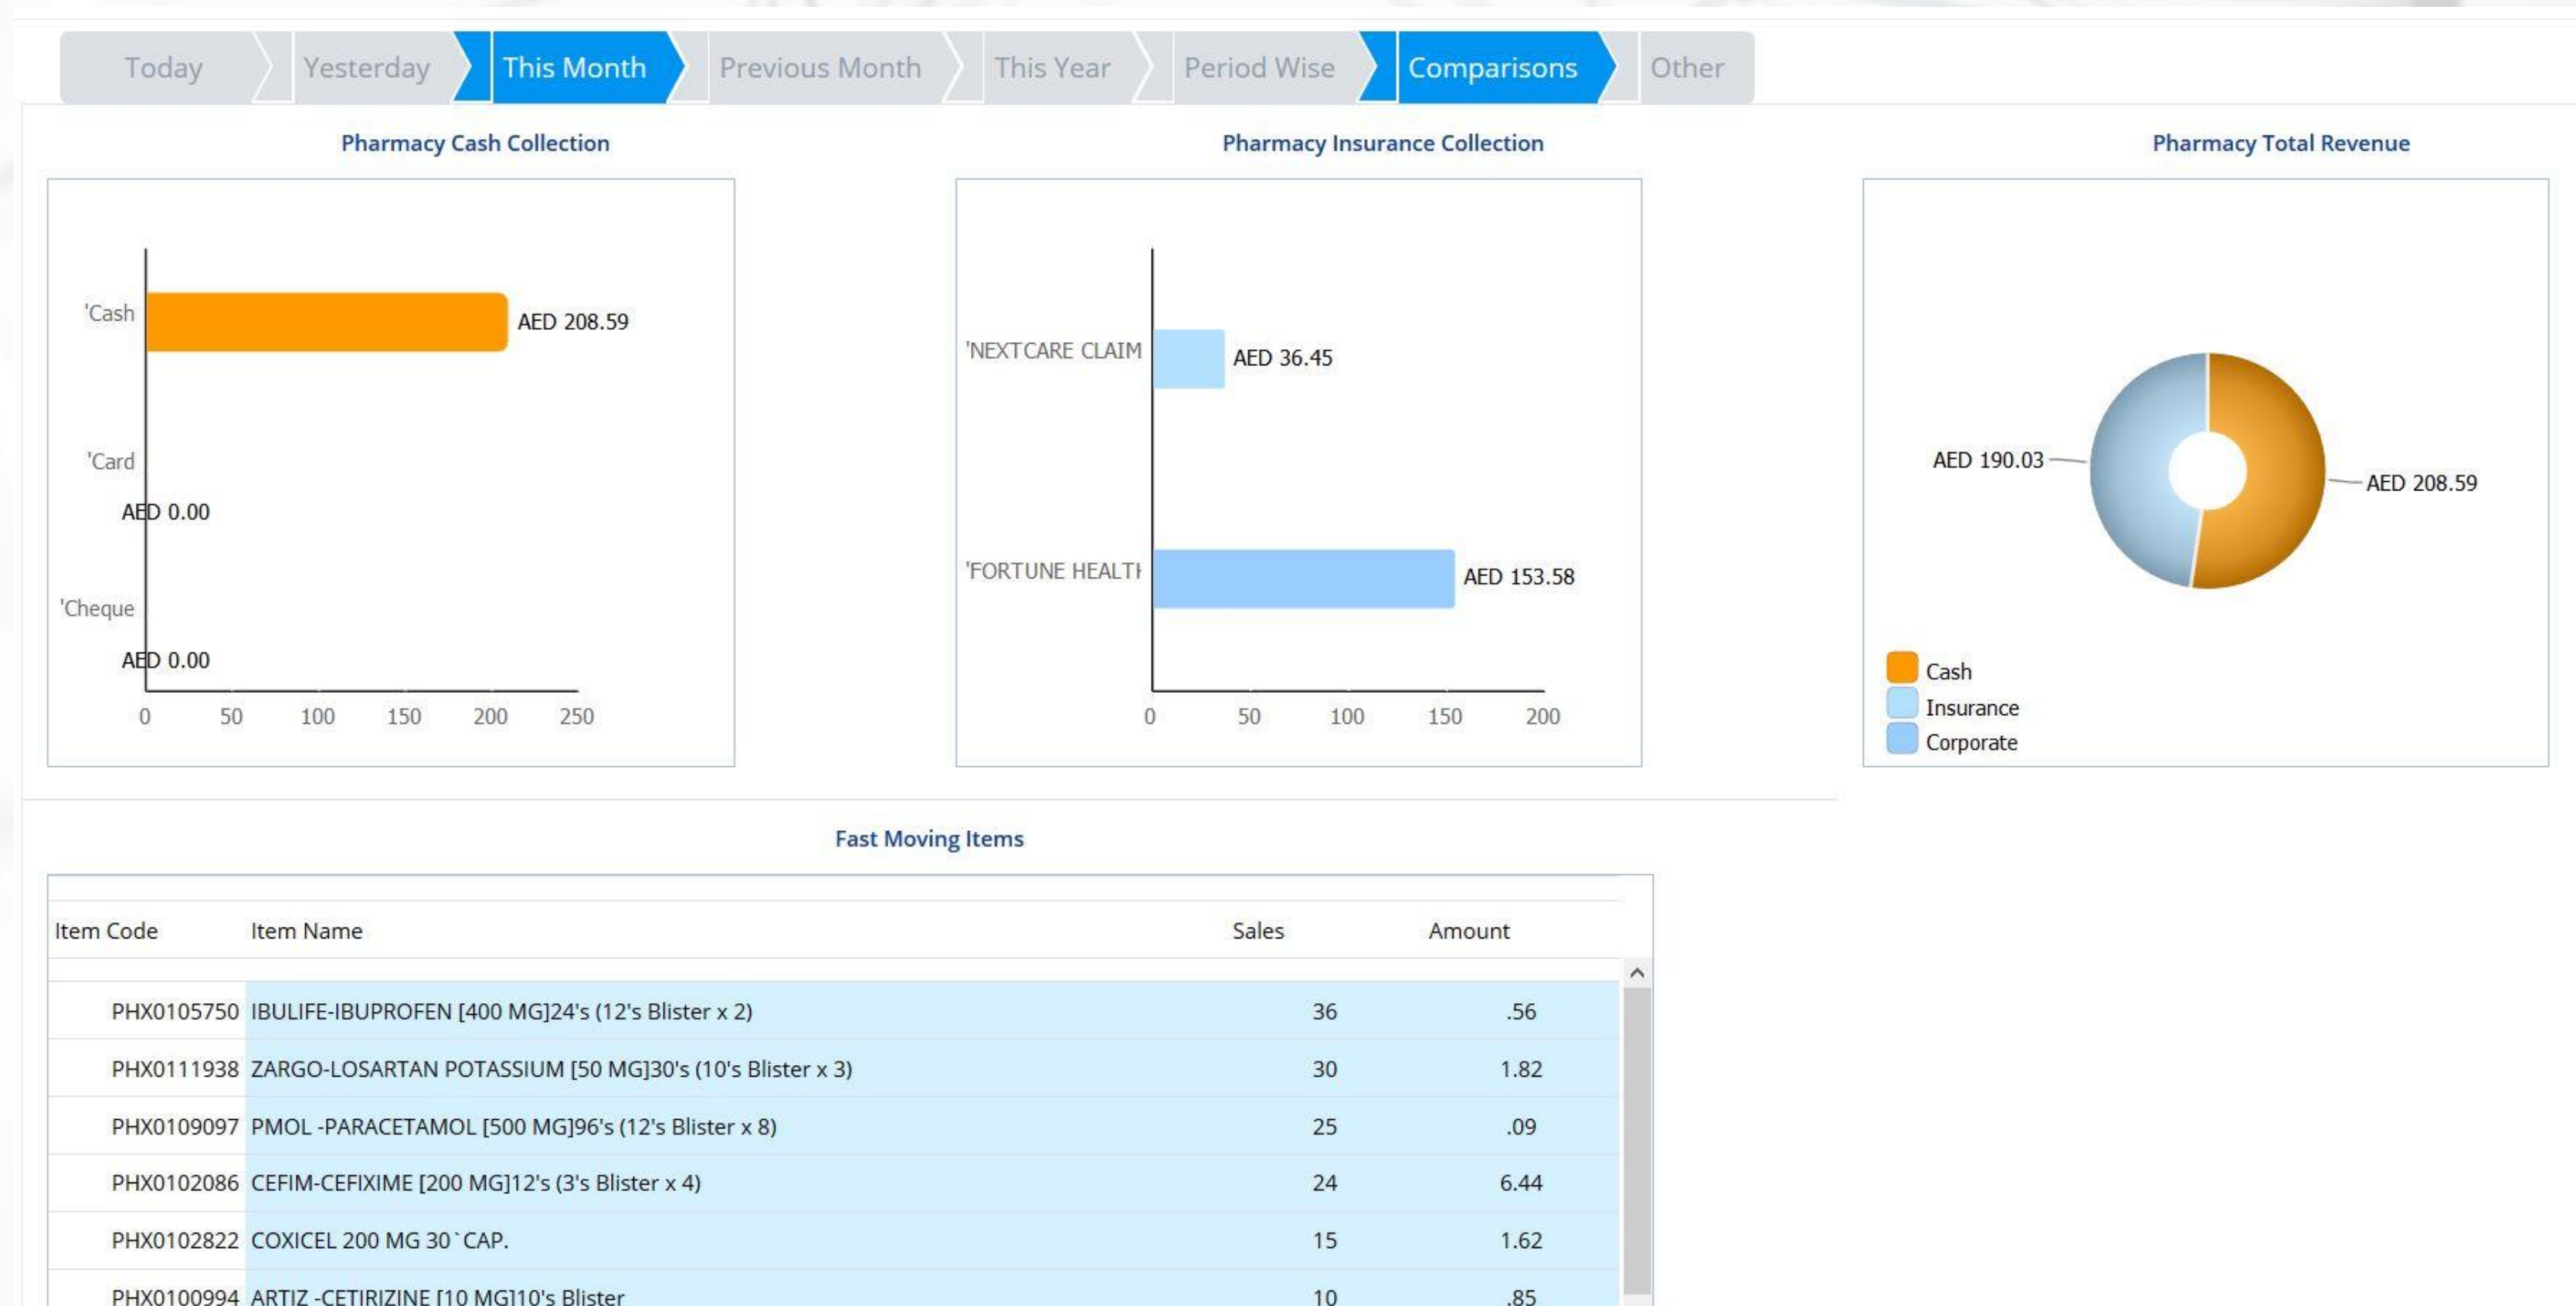 Today Yesterday This Month Previous Month This Year Period Wise Comparisons Other
Pharmacy Cash Collection
'Cash
AED 208.59
'Card
AED 0.00
'Cheque
AED 0.00
0 50 100 150 200 250
Pharmacy Insurance Collection
'NEXTCARE CLAIM
AED 36.45
'FORTUNE HEALTH
AED 153.58
0 50 100 150 200
Pharmacy Total Revenue
AED 190.03
AED 208.59
Cash
Insurance
Corporate
Fast Moving Items
Item Code Item Name Sales Amount
PHX0105750 IBULIFE-IBUPROFEN [400 MG]24's (12's Blister x 2) 36 .56
PHX0111938 ZARGO-LOSARTAN POTASSIUM [50 MG]30's (10's Blister x 3) 30 1.82
PHX0109097 PMOL -PARACETAMOL [500 MG]96's (12's Blister x 8) 25 .09
PHX0102086 CEFIM-CEFIXIME [200 MG]12's (3's Blister x 4) 24 6.44
PHX0102822 COXICEL 200 MG 30`CAP. 15 1.62
PHX0100994 ARTIZ -CETIRIZINE [10 MG]10's Blister 10 .85